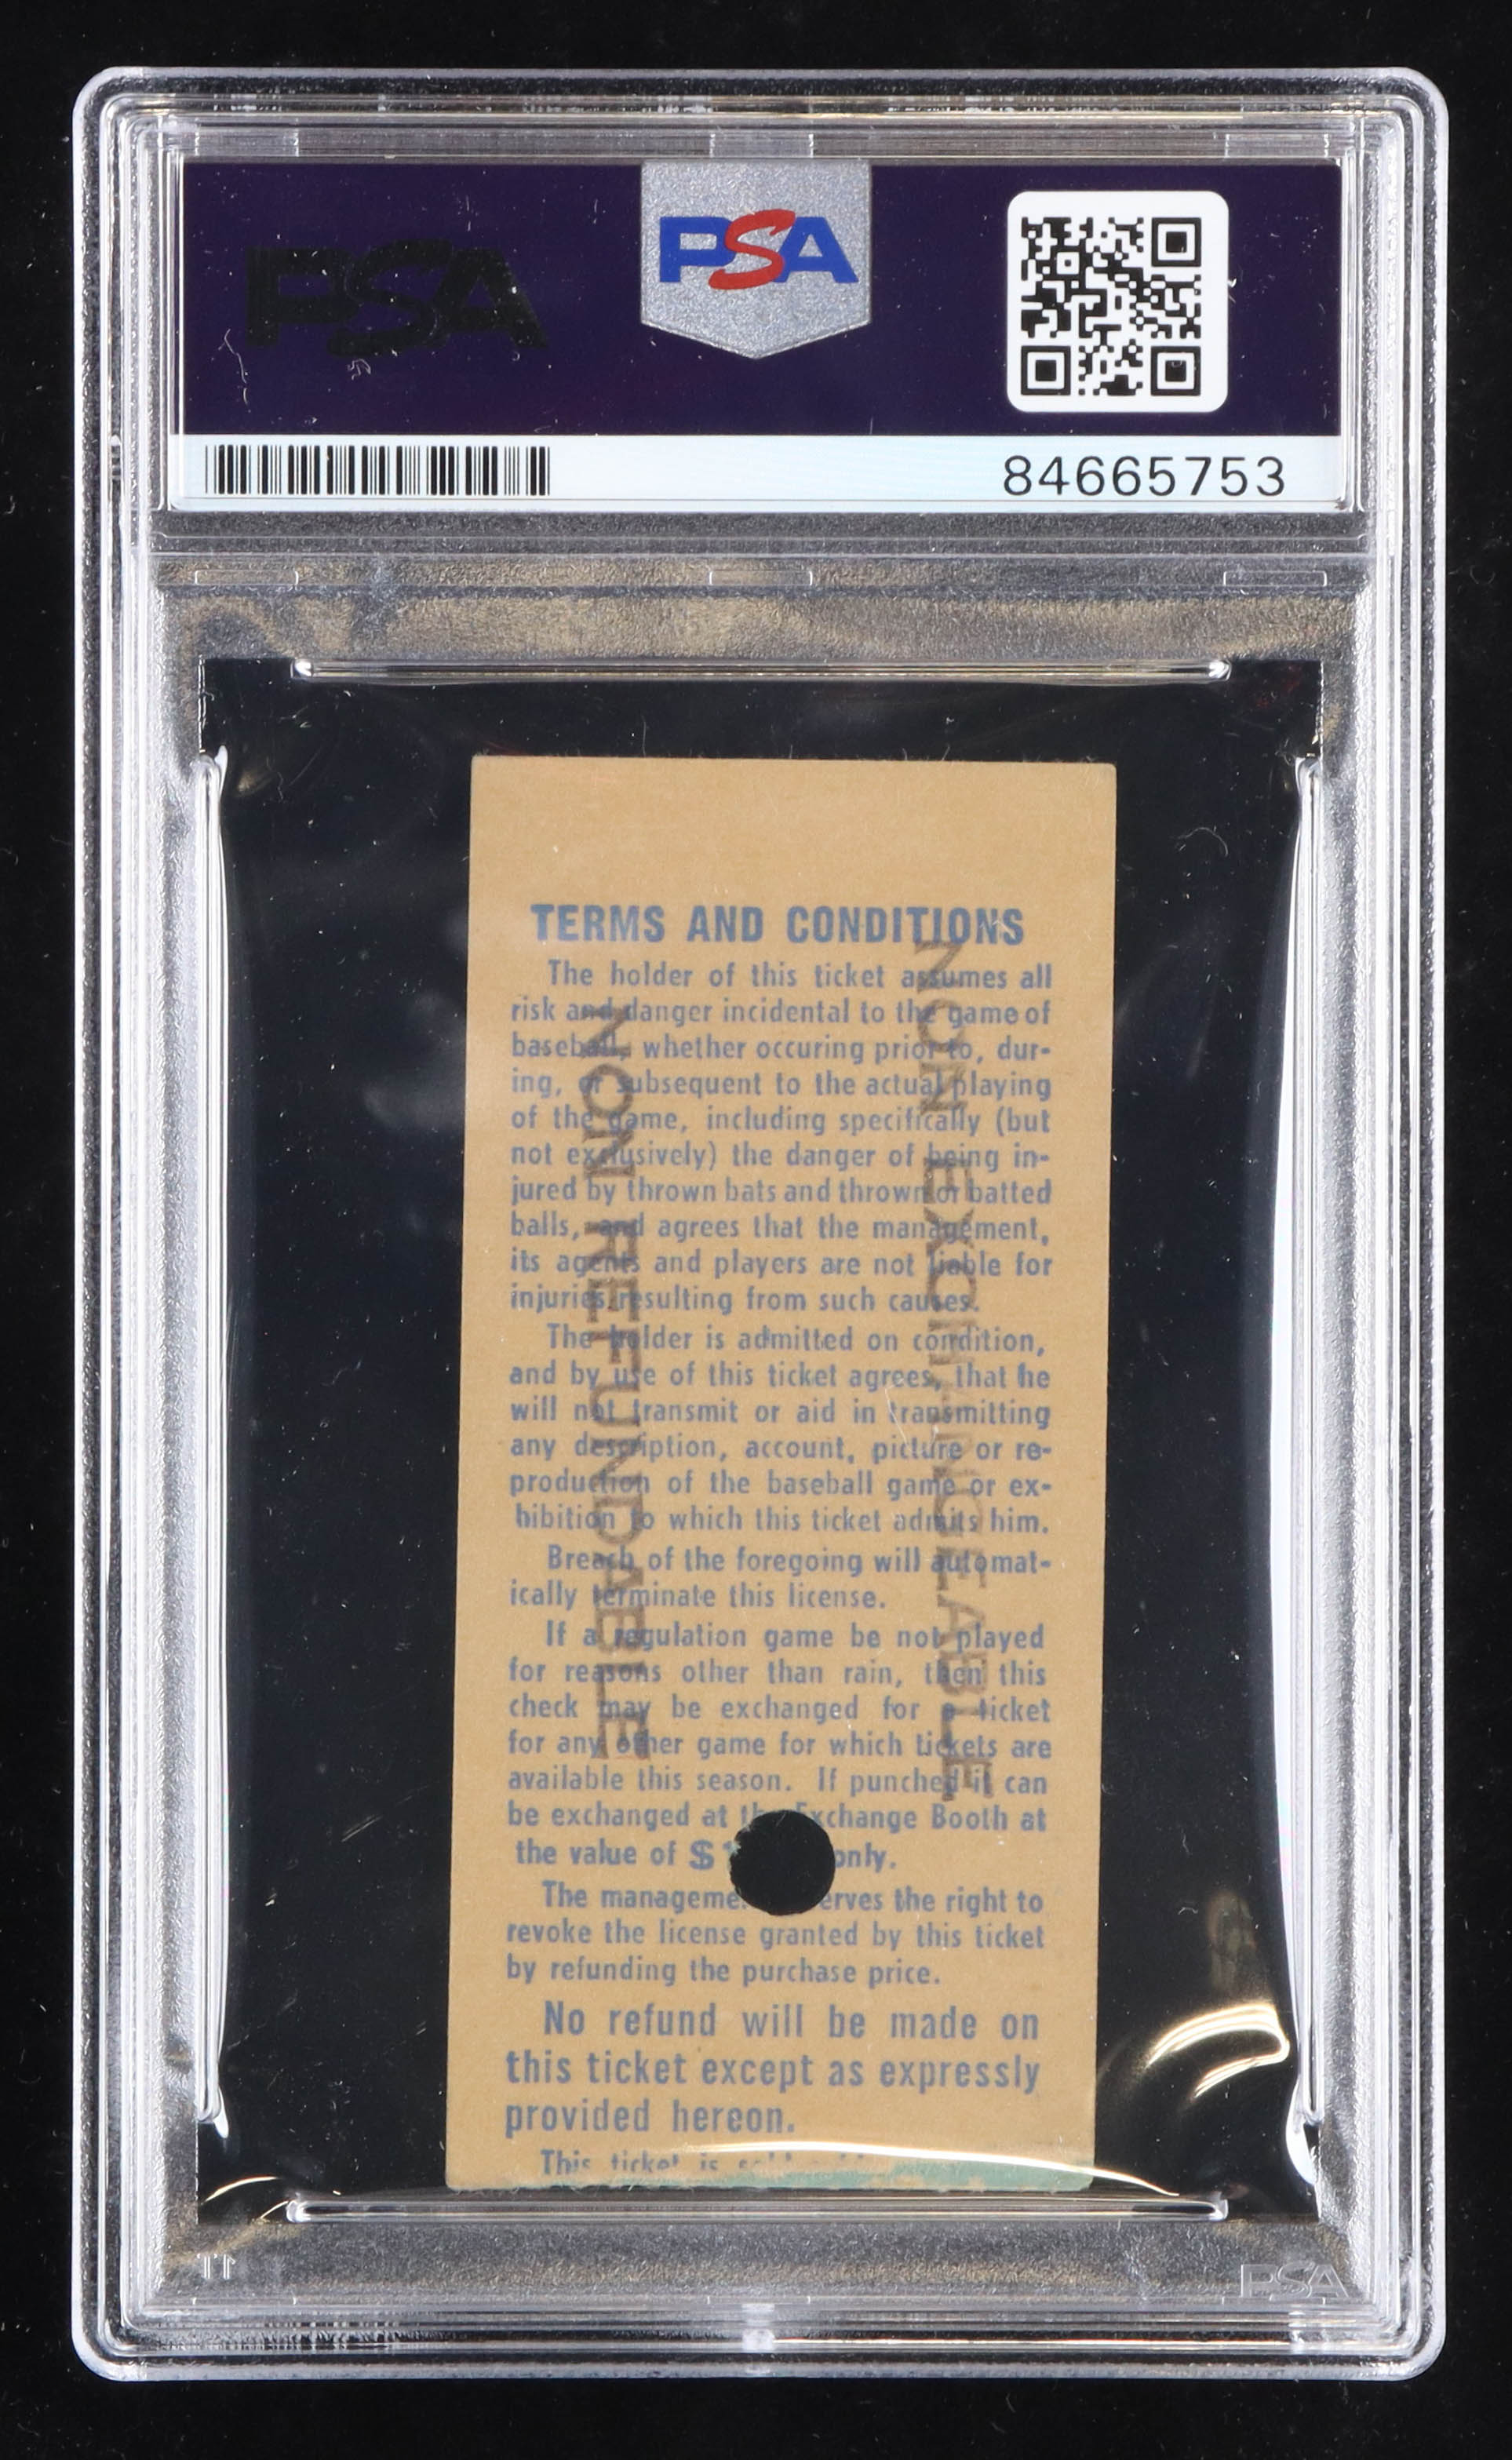 PSA
PSA
84665753
TERMS AND CONDITIONS
The holder of this ticket assumes all
risk and danger incidental to the game of
baseball, whether occuring prior to, dur-
ing, or subsequent to the actual playing
of the game, including specifically (but
not exclusively) the danger of being in-
jured by thrown bats and thrown or batted
balls, and agrees that the management,
its agents and players are not liable for
injuries resulting from such causes.
The holder is admitted on condition,
and by use of this ticket agrees, that he
will not transmit or aid in transmitting
any description, account, picture or re-
production of the baseball game or ex-
hibition to which this ticket admits him.
Breach of the foregoing will automat-
ically terminate this license.
If a regulation game be not played
for reasons other than rain, then this
check may be exchanged for a ticket
for any other game for which tickets are
available this season. If punched it can
be exchanged at the Exchange Booth at
the value of $ only.
The manageme erves the right to
revoke the license granted by this ticket
by refunding the purchase price.
No refund will be made on
this ticket except as expressly
provided hereon.
This ticket is
NON REFUNDABLE
NON EXCHANGEABLE
PSA